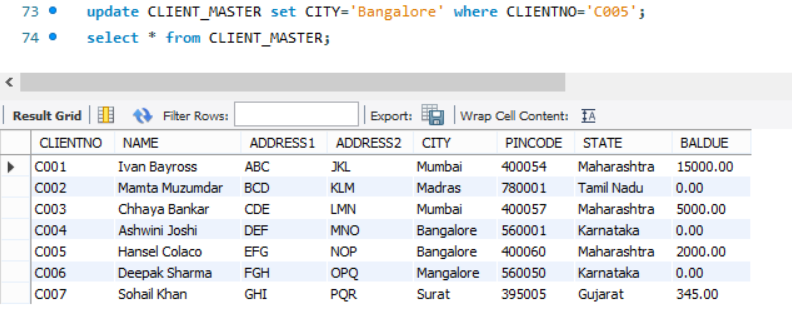 73 update CLIENT_MASTER set CITY='Bangalore' where CLIENTNO='C005';
74 select * from CLIENT_MASTER;
Result Grid Filter Rows: Export: Wrap Cell Content:
CLIENTNO NAME ADDRESS1 ADDRESS2 CITY PINCODE STATE BALDUE
C001 Ivan Bayross ABC JKL Mumbai 400054 Maharashtra 15000.00
C002 Mamta Muzumdar BCD KLM Madras 780001 Tamil Nadu 0.00
C003 Chhaya Bankar CDE LMN Mumbai 400057 Maharashtra 5000.00
C004 Ashwini Joshi DEF MNO Bangalore 560001 Karnataka 0.00
C005 Hansel Colaco EFG NOP Bangalore 400060 Maharashtra 2000.00
C006 Deepak Sharma FGH OPQ Mangalore 560050 Karnataka 0.00
C007 Sohail Khan GHI PQR Surat 395005 Gujarat 345.00